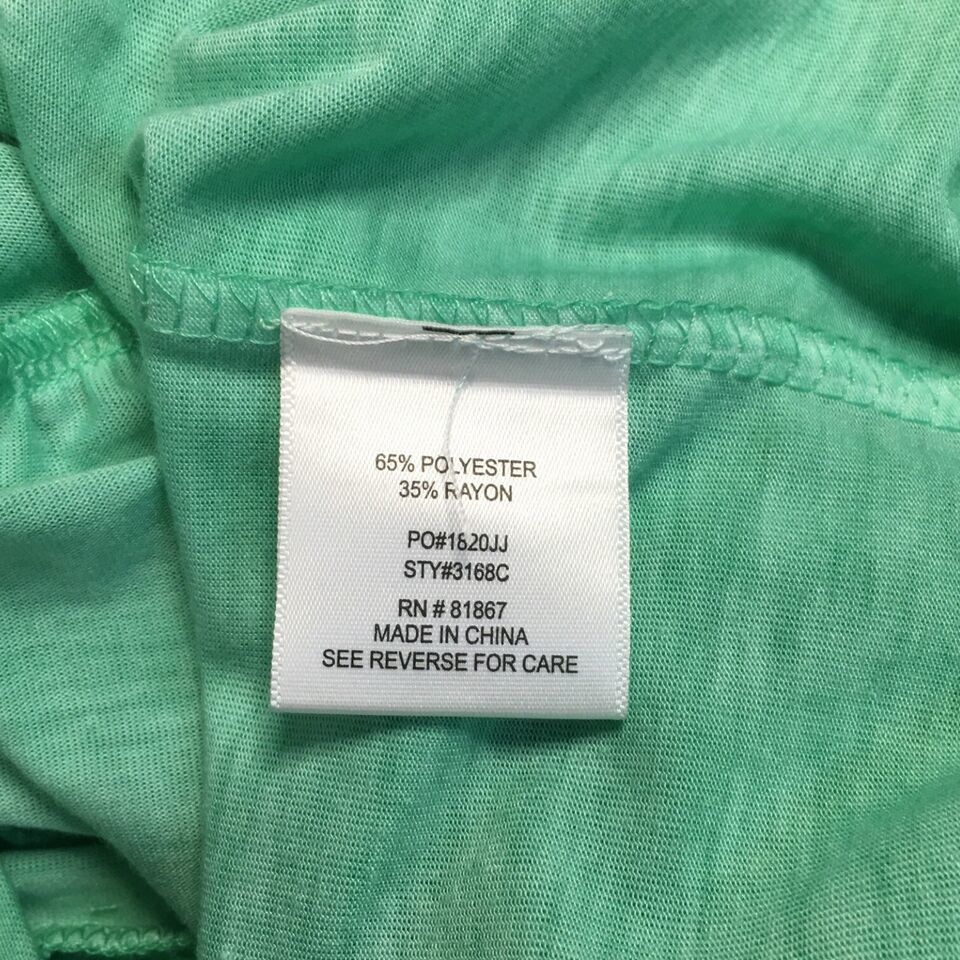 65% POLYESTER
35% RAYON
PO#1820JJ
STY#3168C
RN # 81867
MADE IN CHINA
SEE REVERSE FOR CARE